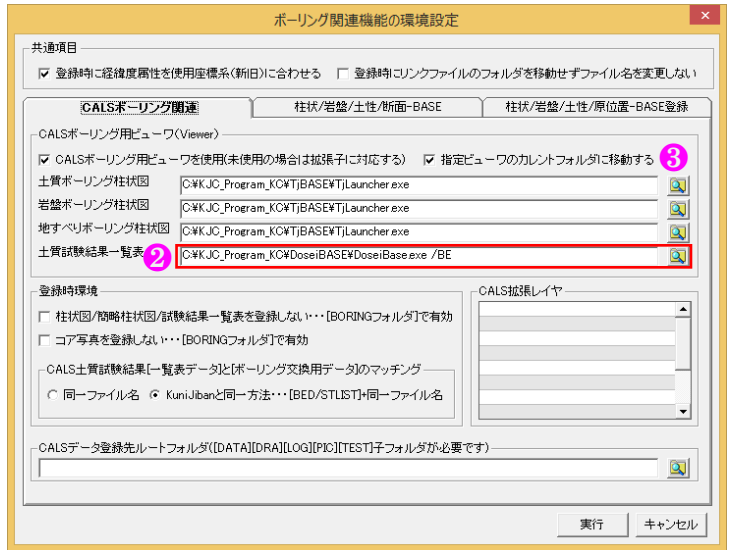 ボーリング関連機能の環境設定
×
共通項目
登録時に経緯度属性を使用座標系(新旧)に合わせる 登録時にリンクファイルのフォルダを移動せずファイル名を変更しない
CALSボーリング関連 柱状/岩盤/土性/断面-BASE 柱状/岩盤/土性/原位置-BASE登録
CALSボーリング用ビューワ(Viewer)
CALSボーリング用ビューワを使用(未使用の場合は拡張子に対応する) 指定ビューワのカレントフォルダに移動する 3
土質ボーリング柱状図 C:¥KJC_Program_KC¥TjBASE¥TjLauncher.exe
岩盤ボーリング柱状図 C:¥KJC_Program_KC¥TjBASE¥TjLauncher.exe
地すべりボーリング柱状図 C:¥KJC_Program_KC¥TjBASE¥TjLauncher.exe
土質試験結果一覧表 2 C:¥KJC_Program_KC¥DoseiBASE¥DoseiBase.exe /BE
登録時環境 CALS拡張レイヤ
柱状図/簡略柱状図/試験結果一覧表を登録しない・・・[BORINGフォルダ]で有効
コア写真を登録しない・・・[BORINGフォルダ]で有効
CALS土質試験結果[一覧表データ]と[ボーリング交換用データ]のマッチング
同一ファイル名 KuniJibanと同一方法・・・[BED/STLIST]+同一ファイル名
CALSデータ登録先ルートフォルダ([DATA][DRA][LOG][PIC][TEST]子フォルダが必要です)
実行 キャンセル